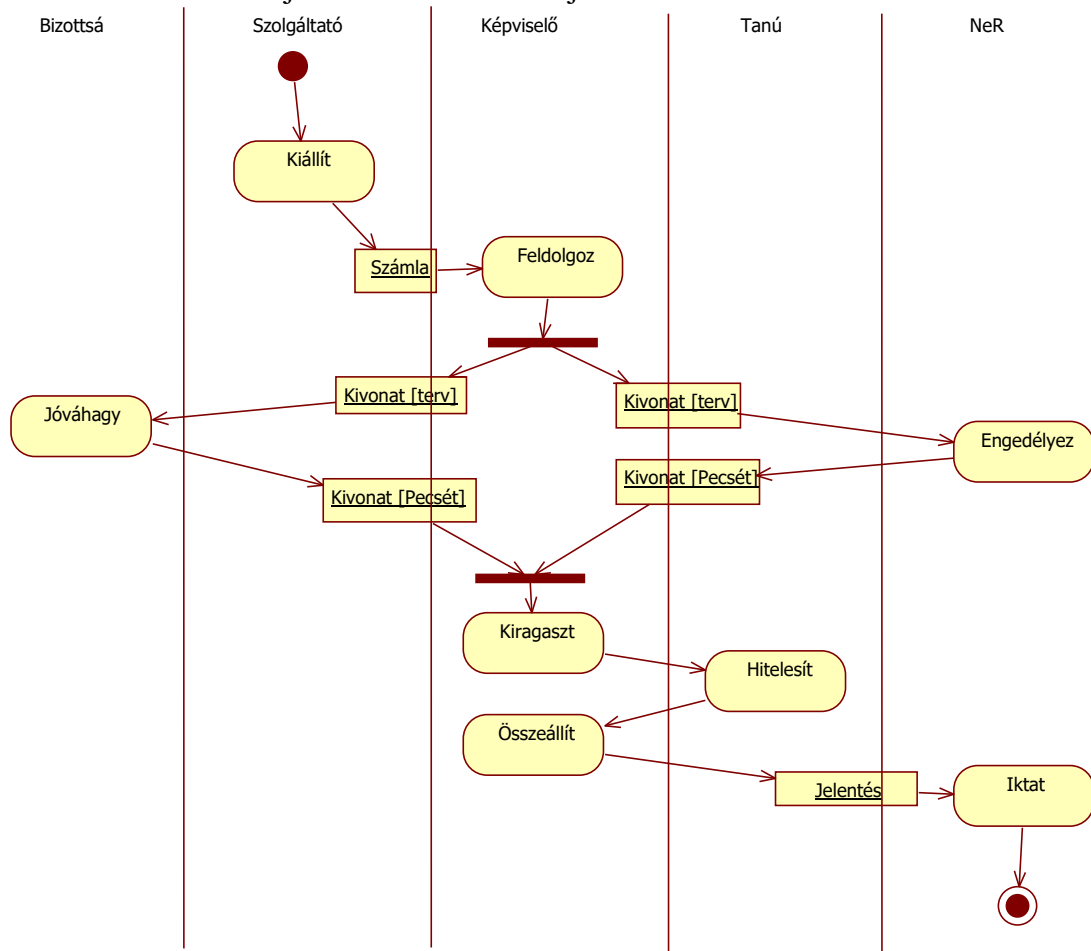 Bizottsá
Szolgáltató
Képviselő
Tanú
NeR
Kiállít
Számla
Feldolgoz
Kivonat [terv]
Kivonat [terv]
Jóváhagy
Engedélyez
Kivonat [Pecsét]
Kivonat [Pecsét]
Kiragaszt
Hitelesít
Összeállít
Jelentés
Iktat